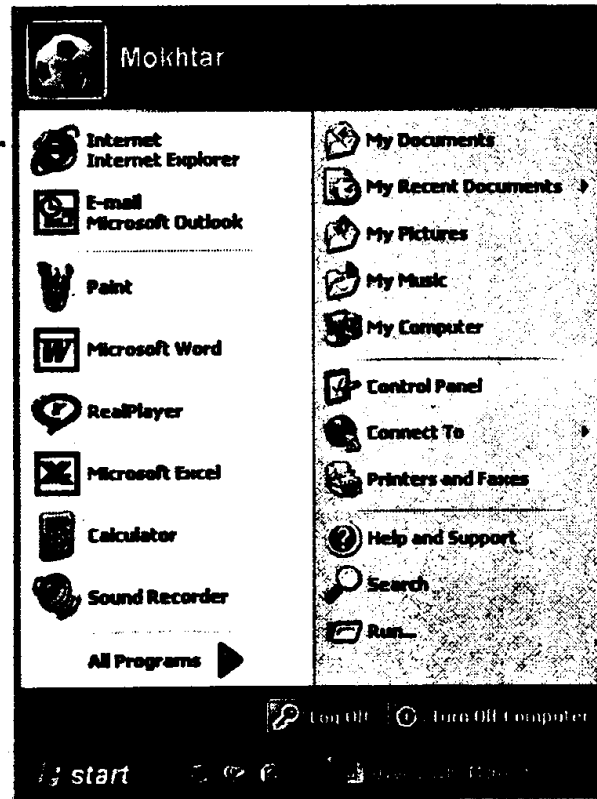 Mokhtar
Internet
Internet Explorer
E-mail
Microsoft Outlook
Paint
Microsoft Word
RealPlayer
Microsoft Excel
Calculator
Sound Recorder
All Programs
My Documents
My Recent Documents
My Pictures
My Music
My Computer
Control Panel
Connect To
Printers and Faxes
Help and Support
Search
Run...
Log Off
Turn Off Computer
start